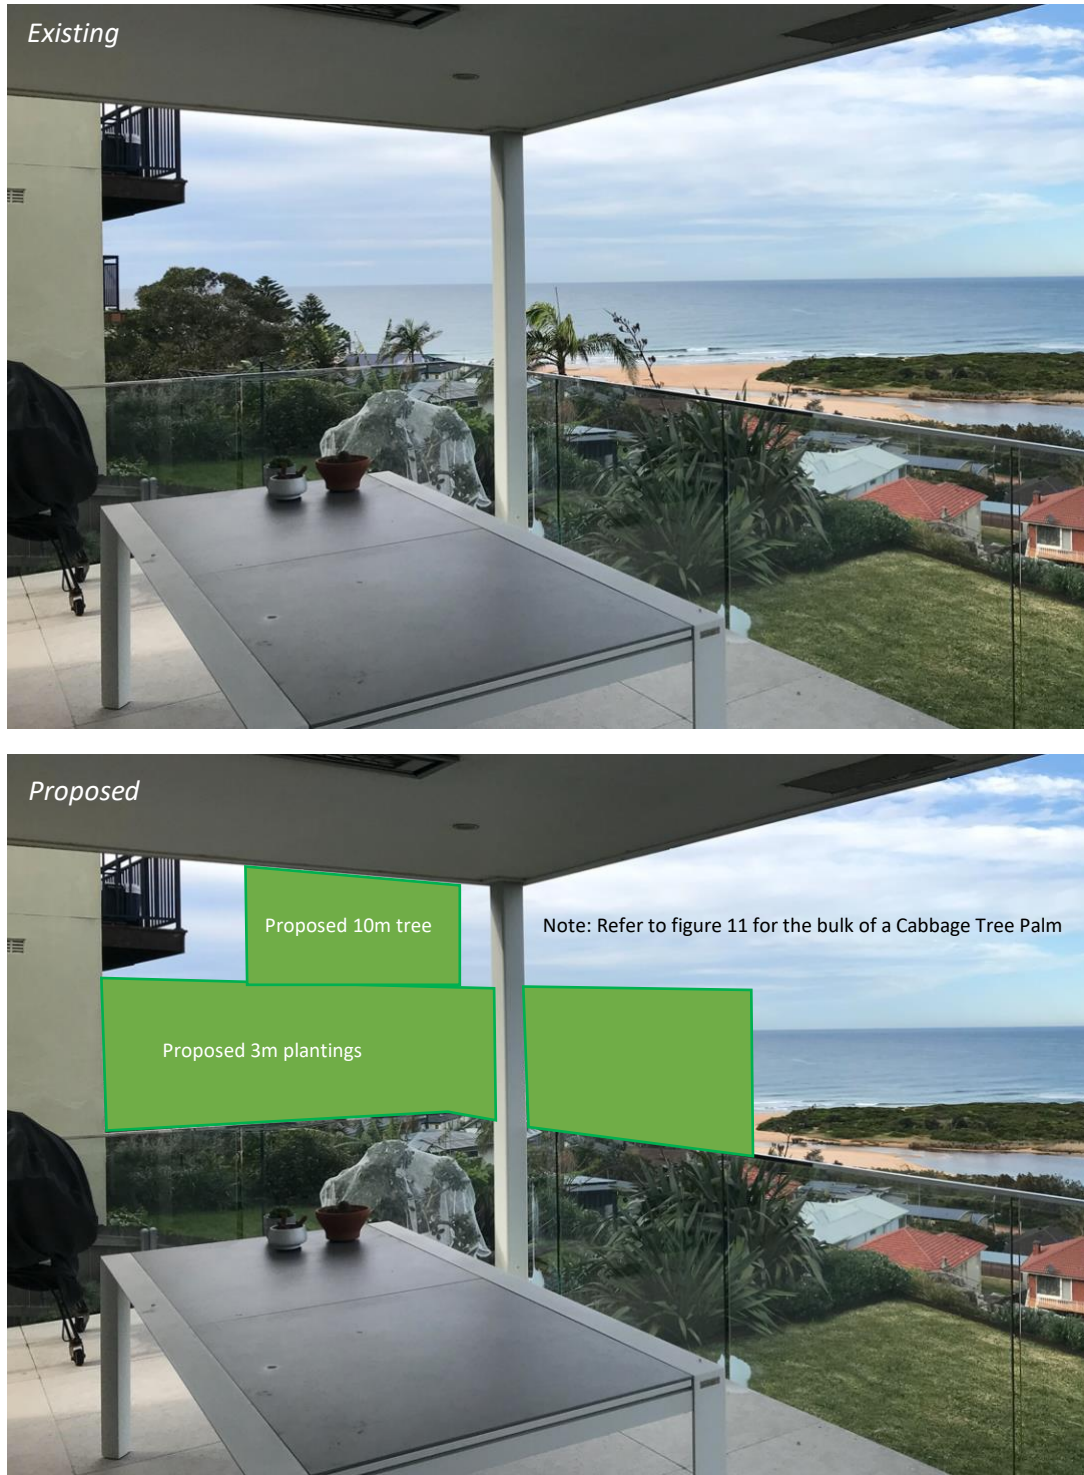 Existing
Proposed
Proposed 10m tree
Note: Refer to figure 11 for the bulk of a Cabbage Tree Palm
Proposed 3m plantings